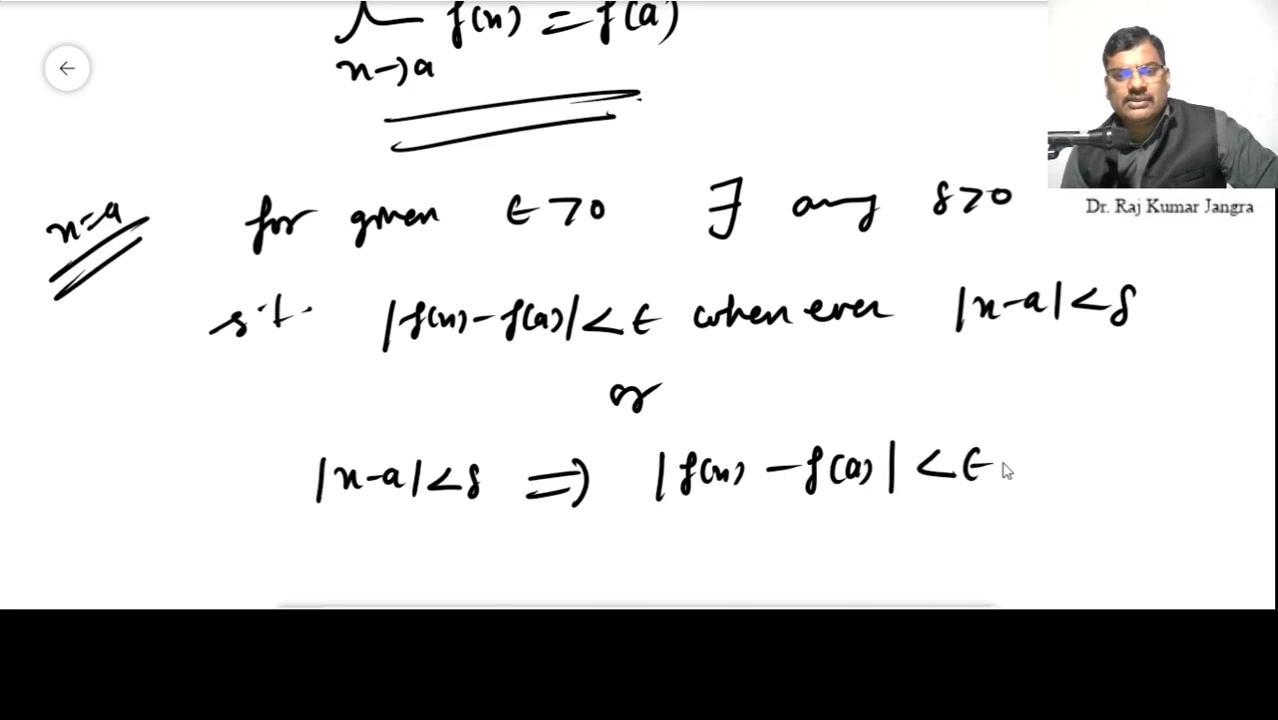 lim f(x) = f(a)
x→a
x=a for given ϵ>0 ∃ any δ>0
Dr. Raj Kumar Jangra
s.t. |f(x)-f(a)|<ϵ whenever |x-a|<δ
or
|x-a|<δ ⇒ |f(x)-f(a)|<ϵ